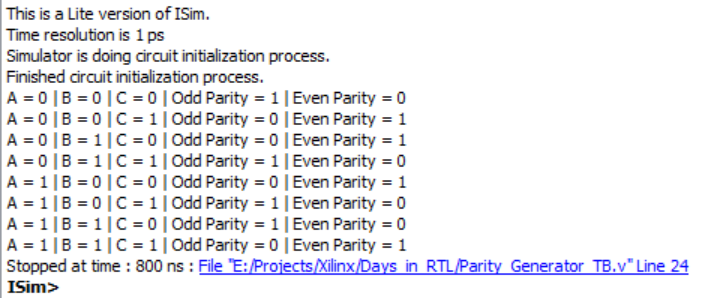 This is a Lite version of ISim.
Time resolution is 1 ps
Simulator is doing circuit initialization process.
Finished circuit initialization process.
A = 0 | B = 0 | C = 0 | Odd Parity = 1 | Even Parity = 0
A = 0 | B = 0 | C = 1 | Odd Parity = 0 | Even Parity = 1
A = 0 | B = 1 | C = 0 | Odd Parity = 0 | Even Parity = 1
A = 0 | B = 1 | C = 1 | Odd Parity = 1 | Even Parity = 0
A = 1 | B = 0 | C = 0 | Odd Parity = 0 | Even Parity = 1
A = 1 | B = 0 | C = 1 | Odd Parity = 1 | Even Parity = 0
A = 1 | B = 1 | C = 0 | Odd Parity = 1 | Even Parity = 0
A = 1 | B = 1 | C = 1 | Odd Parity = 0 | Even Parity = 1
Stopped at time : 800 ns : File "E:/Projects/Xilinx/Days_in_RTL/Parity_Generator_TB.v" Line 24
ISim>